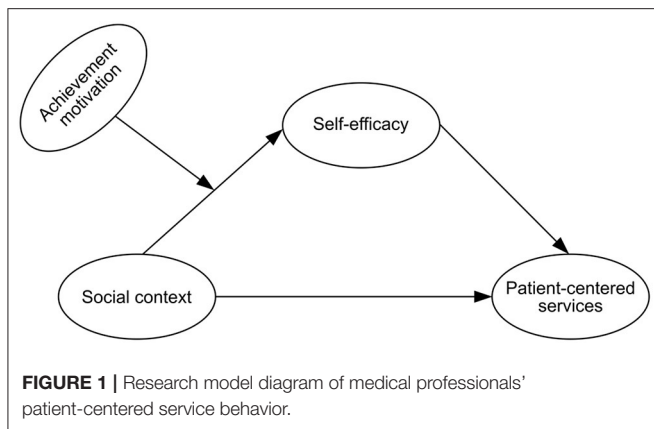 Achievement
motivation
Self-efficacy
Social context
Patient-centered
services
FIGURE 1 | Research model diagram of medical professionals’
patient-centered service behavior.